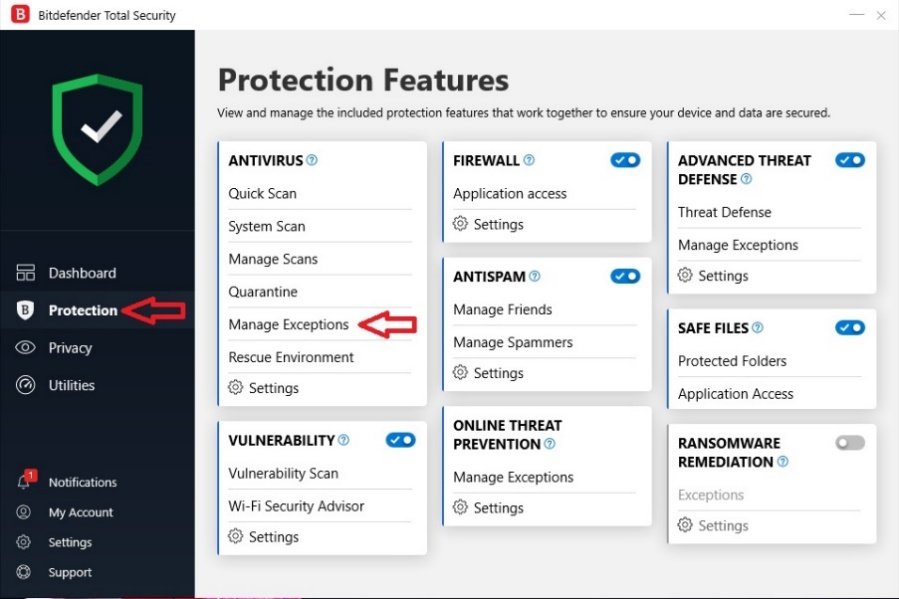 B Bitdefender Total Security
Protection Features
View and manage the included protection features that work together to ensure your device and data are secured.
Dashboard
B Protection
Privacy
Utilities
1
Notifications
My Account
Settings
Support
ANTIVIRUS ?
Quick Scan
System Scan
Manage Scans
Quarantine
Manage Exceptions
Rescue Environment
Settings
VULNERABILITY ?
Vulnerability Scan
Wi-Fi Security Advisor
Settings
FIREWALL ?
Application access
Settings
ANTISPAM ?
Manage Friends
Manage Spammers
Settings
ONLINE THREAT
PREVENTION ?
Manage Exceptions
Settings
ADVANCED THREAT
DEFENSE ?
Threat Defense
Manage Exceptions
Settings
SAFE FILES ?
Protected Folders
Application Access
RANSOMWARE
REMEDIATION ?
Exceptions
Settings